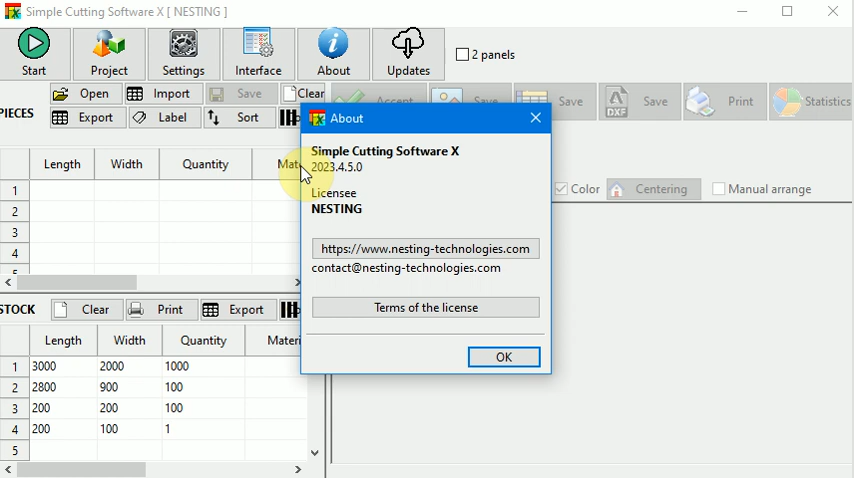 Simple Cutting Software X [ NESTING ]
Start Project Settings Interface About Updates 2 panels
PIECES Open Import Save Clear Accept Save Save DXF Save Print Statistics
Export Label Sort
About
Simple Cutting Software X
2023.4.5.0
Licensee
NESTING
https://www.nesting-technologies.com
contact@nesting-technologies.com
Terms of the license
OK
Color Centering Manual arrange
Length Width Quantity
1
2
3
4
STOCK Clear Print Export
Length Width Quantity
1 3000 2000 1000
2 2800 900 100
3 200 200 100
4 200 100 1
5